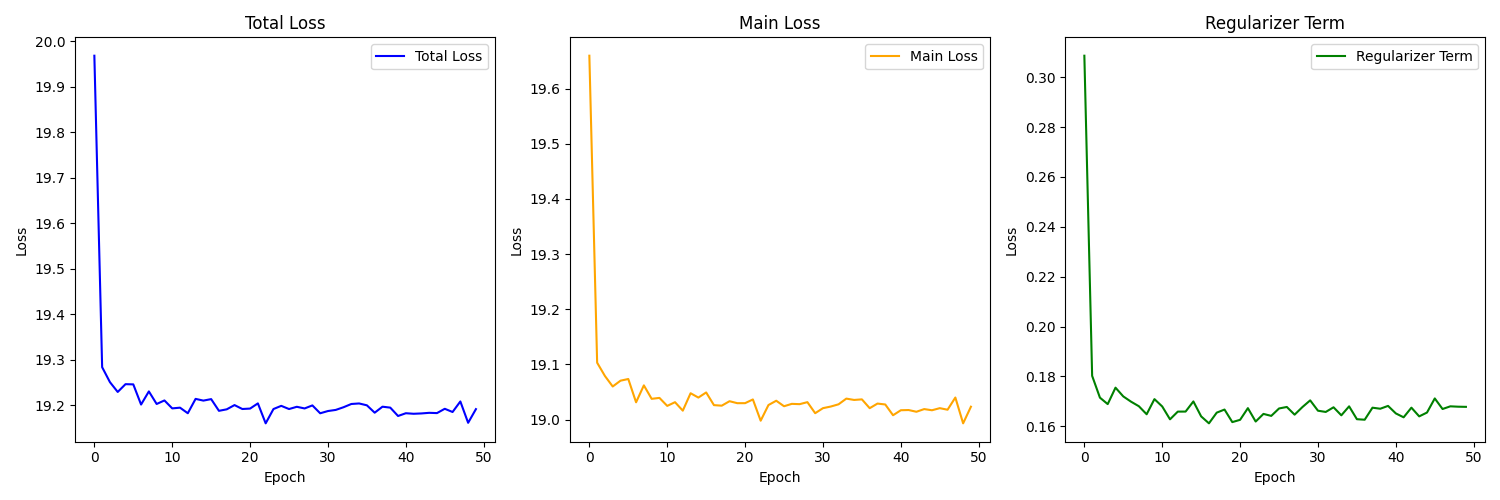 Total Loss
20.0
19.9
19.8
19.7
19.6
19.5
19.4
19.3
19.2
Loss
0 10 20 30 40 50
Epoch
Total Loss
Main Loss
19.6
19.5
19.4
19.3
19.2
19.1
19.0
Loss
0 10 20 30 40 50
Epoch
Main Loss
Regularizer Term
0.30
0.28
0.26
0.24
0.22
0.20
0.18
0.16
Loss
0 10 20 30 40 50
Epoch
Regularizer Term